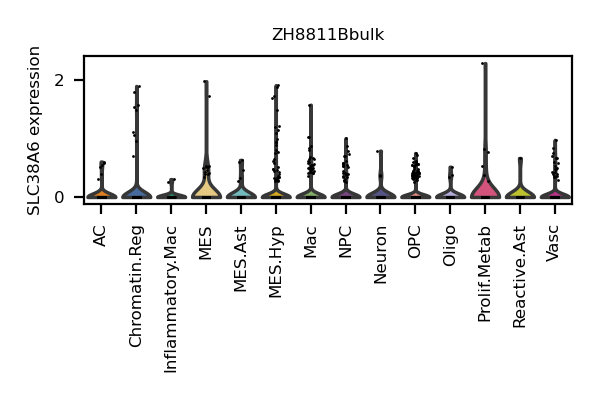 ZH8811Bbulk
SLC38A6 expression
2
0
AC
Chromatin.Reg
Inflammatory.Mac
MES
MES.Ast
MES.Hyp
Mac
NPC
Neuron
OPC
Oligo
Prolif.Metab
Reactive.Ast
Vasc